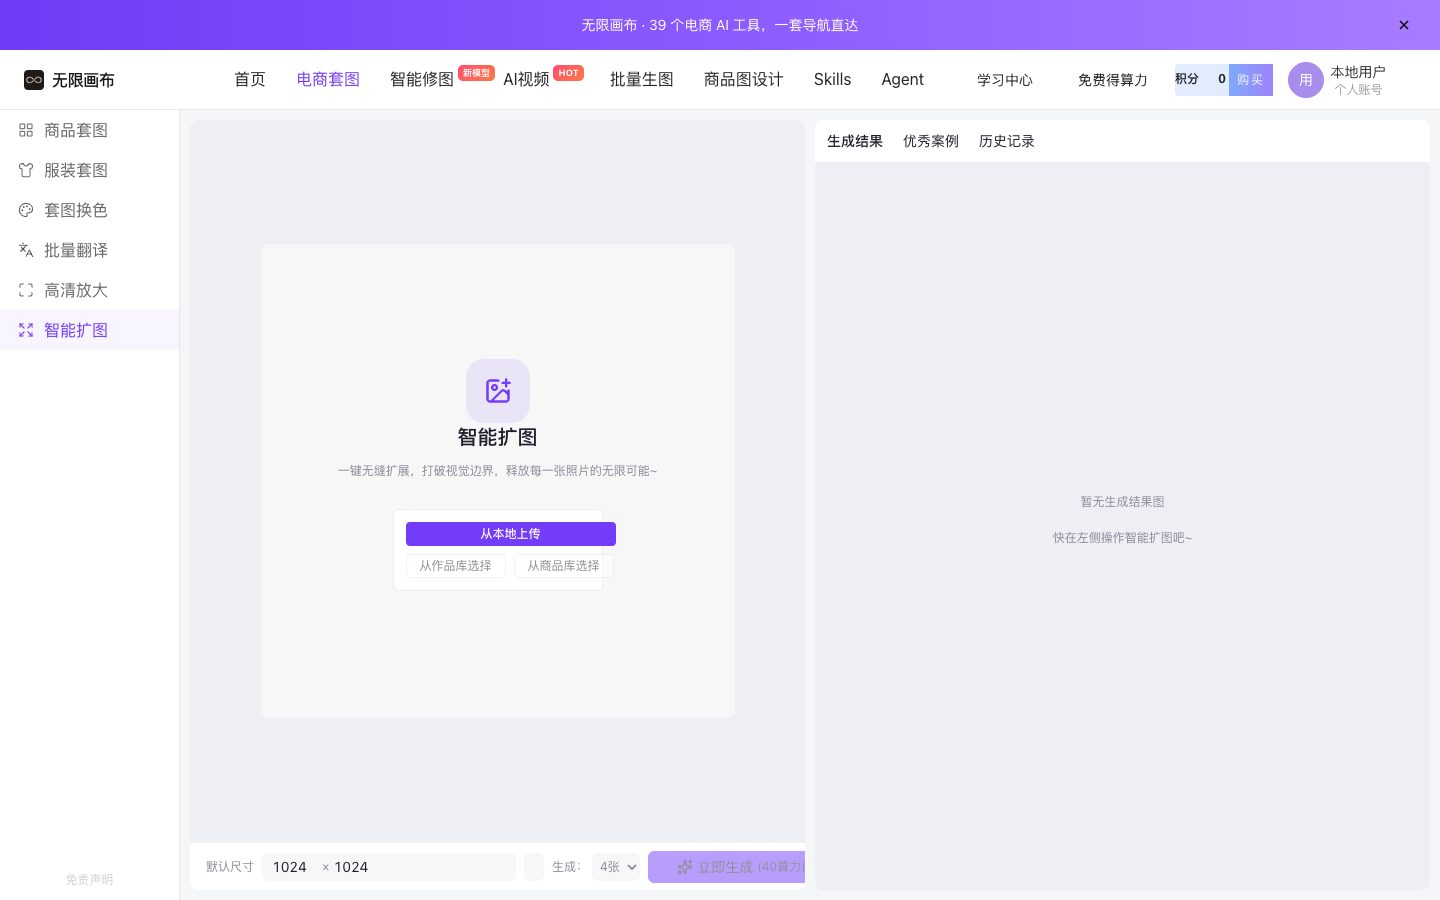 无限画布 · 39 个电商 AI 工具，一套导航直达
×
无限画布
首页
电商套图
智能修图
新模型
AI视频
HOT
批量生图
商品图设计
Skills
Agent
学习中心
免费得算力
积分
0
购买
用
本地用户
个人账号
商品套图
服装套图
套图换色
批量翻译
高清放大
智能扩图
免责声明
智能扩图
一键无缝扩展，打破视觉边界，释放每一张照片的无限可能~
从本地上传
从作品库选择
从商品库选择
默认尺寸
1024 × 1024
生成：
4张
立即生成 (40算力)
生成结果
优秀案例
历史记录
暂无生成结果图
快在左侧操作智能扩图吧~